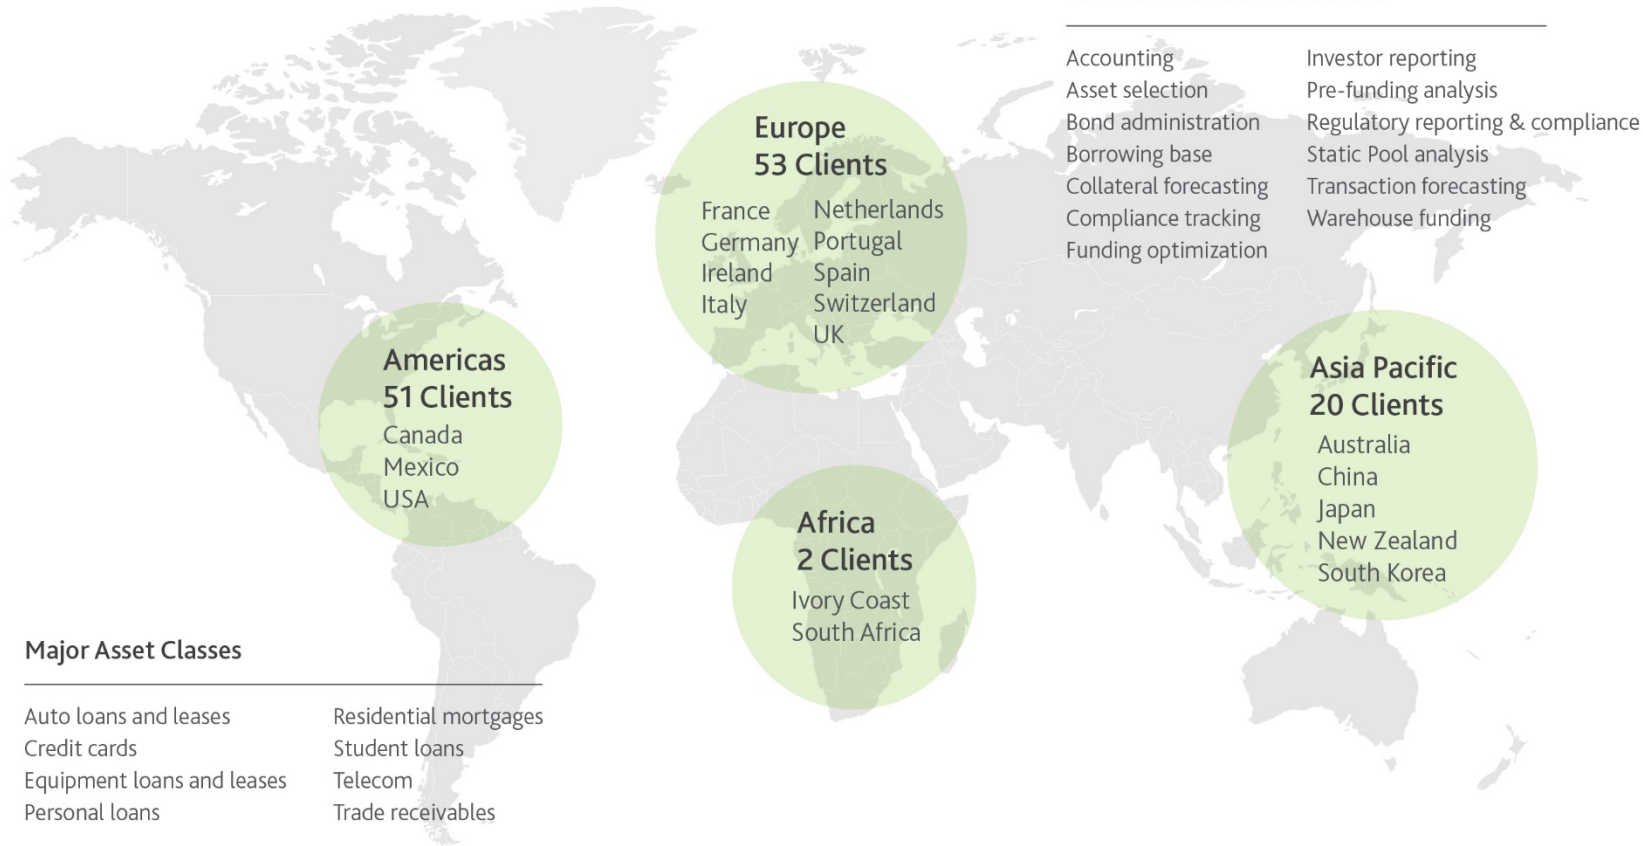 Accounting
Asset selection
Bond administration
Borrowing base
Collateral forecasting
Compliance tracking
Funding optimization
Investor reporting
Pre-funding analysis
Regulatory reporting & compliance
Static Pool analysis
Transaction forecasting
Warehouse funding
Europe
53 Clients
France
Germany
Ireland
Italy
Netherlands
Portugal
Spain
Switzerland
UK
Americas
51 Clients
Canada
Mexico
USA
Asia Pacific
20 Clients
Australia
China
Japan
New Zealand
South Korea
Africa
2 Clients
Ivory Coast
South Africa
Major Asset Classes
Auto loans and leases
Credit cards
Equipment loans and leases
Personal loans
Residential mortgages
Student loans
Telecom
Trade receivables